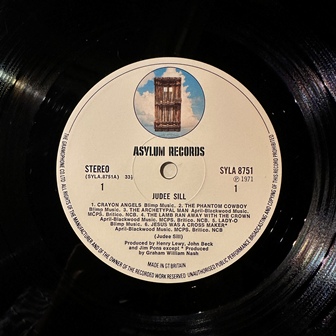 ASYLUM RECORDS
STEREO
(SYLA.8751A) 33⅓
1
SYLA 8751
℗ 1971
1
JUDEE SILL
1. CRAYON ANGELS Blimp Music. 2. THE PHANTOM COWBOY
Blimp Music. 3. THE ARCHETYPAL MAN April-Blackwood Music.
MCPS. Britico. NCB. 4. THE LAMB RAN AWAY WITH THE CROWN
April-Blackwood Music. MCPS. Britico. NCB. 5. LADY-O
Blimp Music. 6. JESUS WAS A CROSS MAKER*
April-Blackwood Music. MCPS. Britico. NCB
(Judee Sill)
Produced by Henry Lewy, John Beck
and Jim Pons except * Produced by
Graham William Nash
MADE IN GT BRITAIN
THE GRAMOPHONE CO. LTD. ALL RIGHTS OF THE MANUFACTURER AND OF THE OWNER OF THE RECORDED WORK RESERVED UNAUTHORISED PUBLIC PERFORMANCE BROADCASTING AND COPYING OF THIS RECORD PROHIBITED